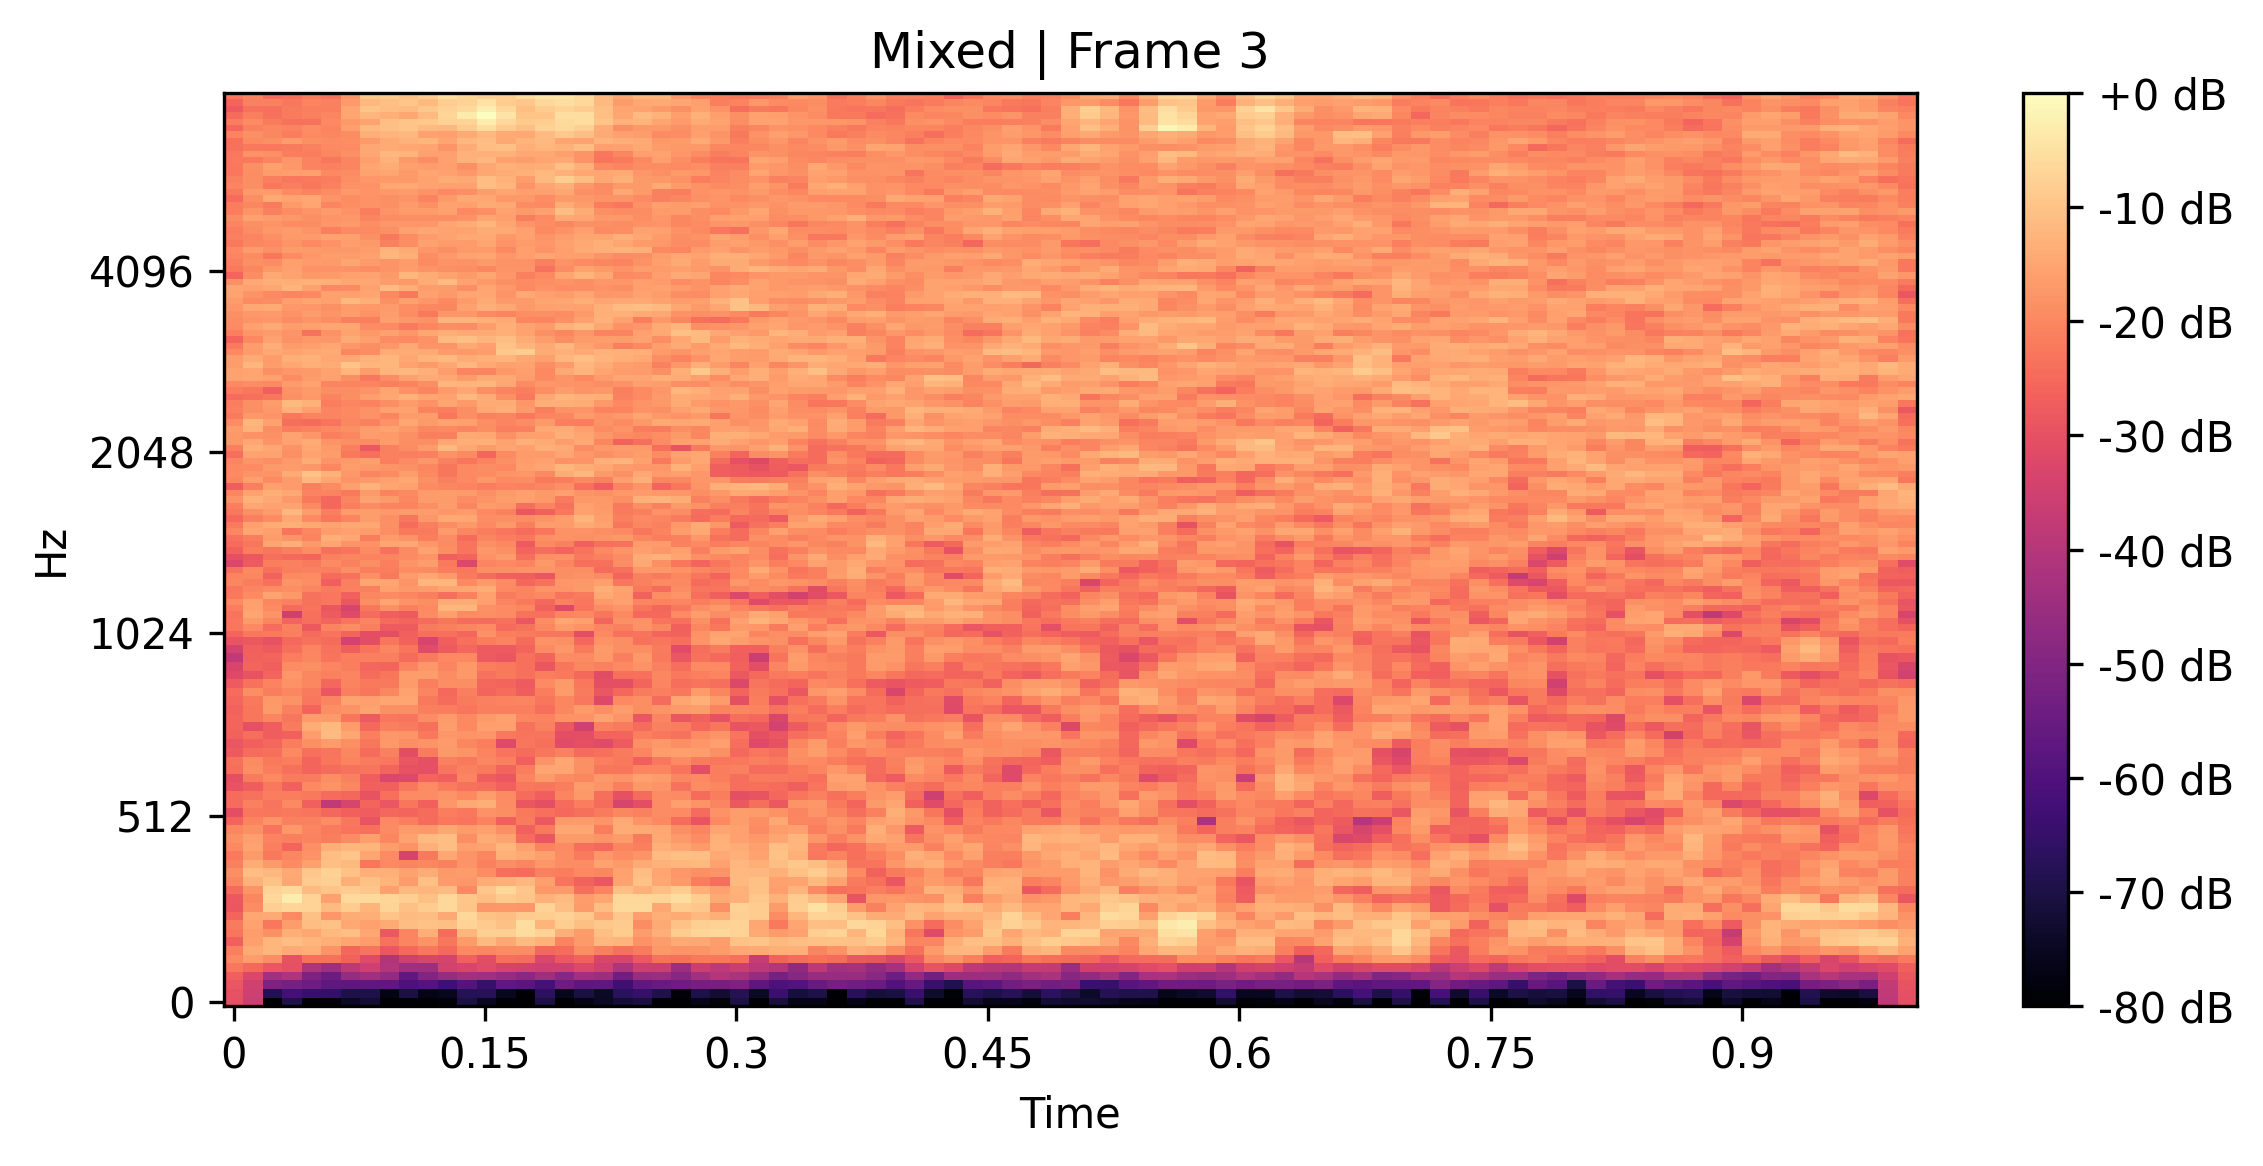 Mixed | Frame 3
Hz
4096
2048
1024
512
0
0 0.15 0.3 0.45 0.6 0.75 0.9
Time
+0 dB
-10 dB
-20 dB
-30 dB
-40 dB
-50 dB
-60 dB
-70 dB
-80 dB